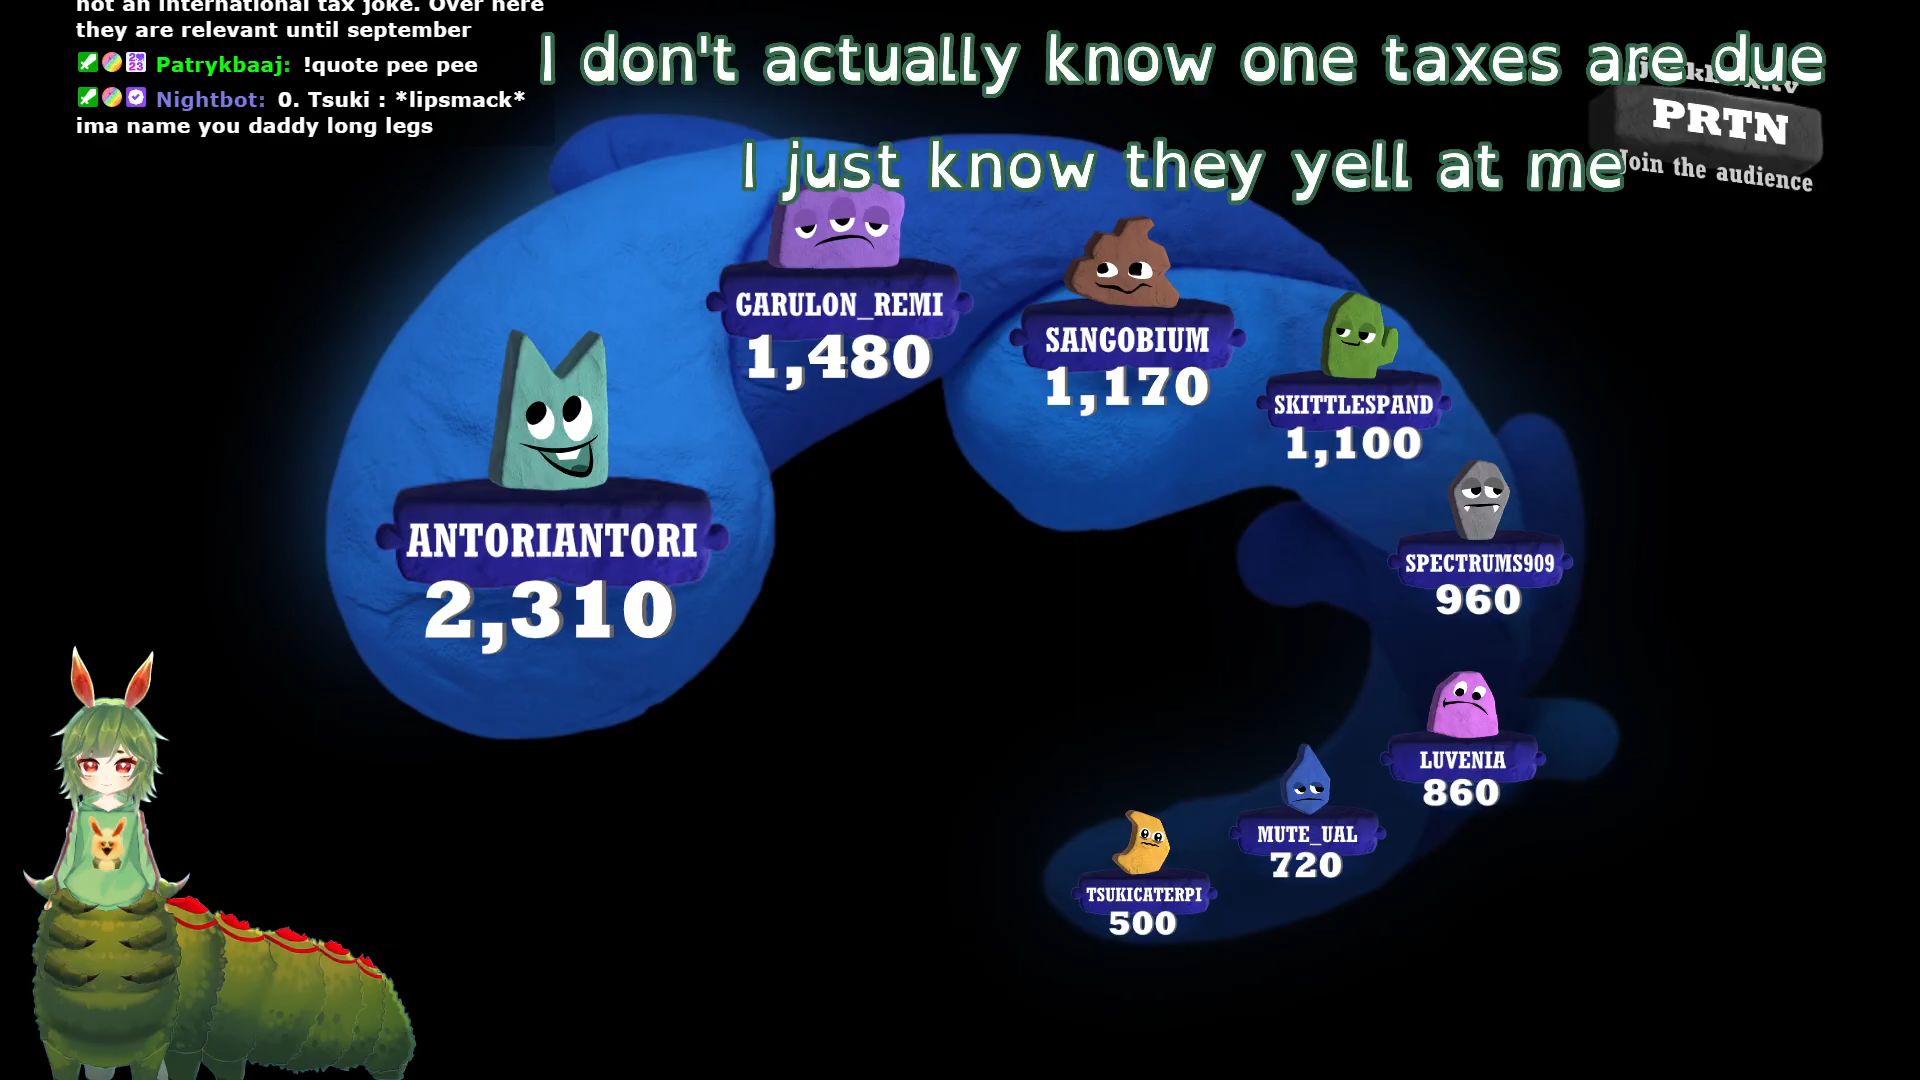 not an international tax joke. Over here
they are relevant until september
Patrykbaaj: !quote pee pee
Nightbot: 0. Tsuki : *lipsmack*
ima name you daddy long legs
I don't actually know one taxes are due
I just know they yell at me
PRTN
Join the audience
GARULON_REMI
1,480
SANGOBIUM
1,170
SKITTLESPAND
1,100
ANTORIANTORI
2,310
SPECTRUMS909
960
LUVENIA
860
MUTE_UAL
720
TSUKICATERPI
500